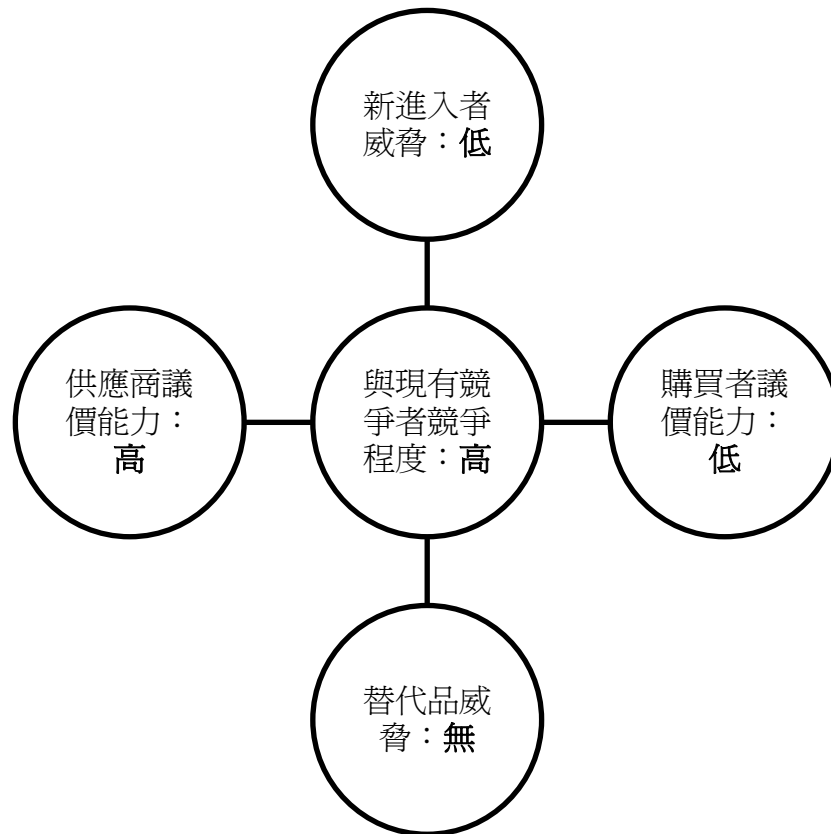 新進入者
威脅：低
供應商議
價能力：
高
與現有競
爭者競爭
程度：高
購買者議
價能力：
低
替代品威
脅：無